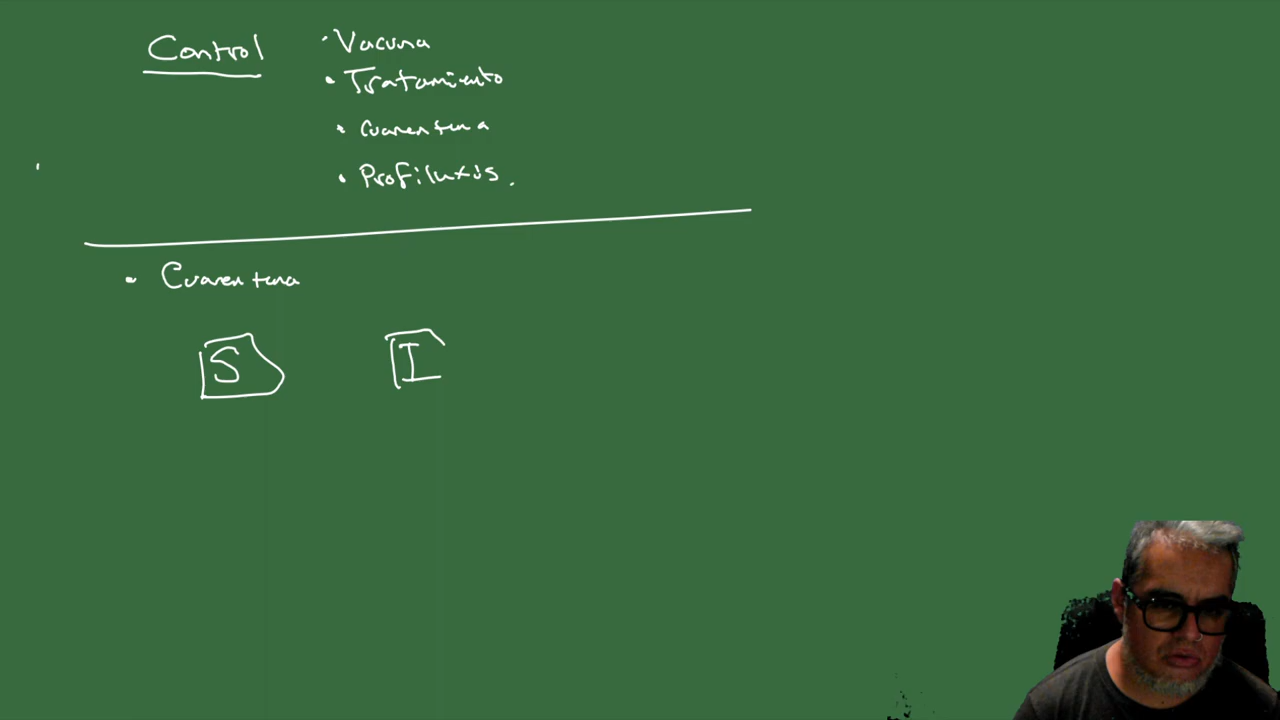 Control
• Vacuna
• Tratamiento
• Cuarentena
• Profilaxis.
• Cuarentena
S I